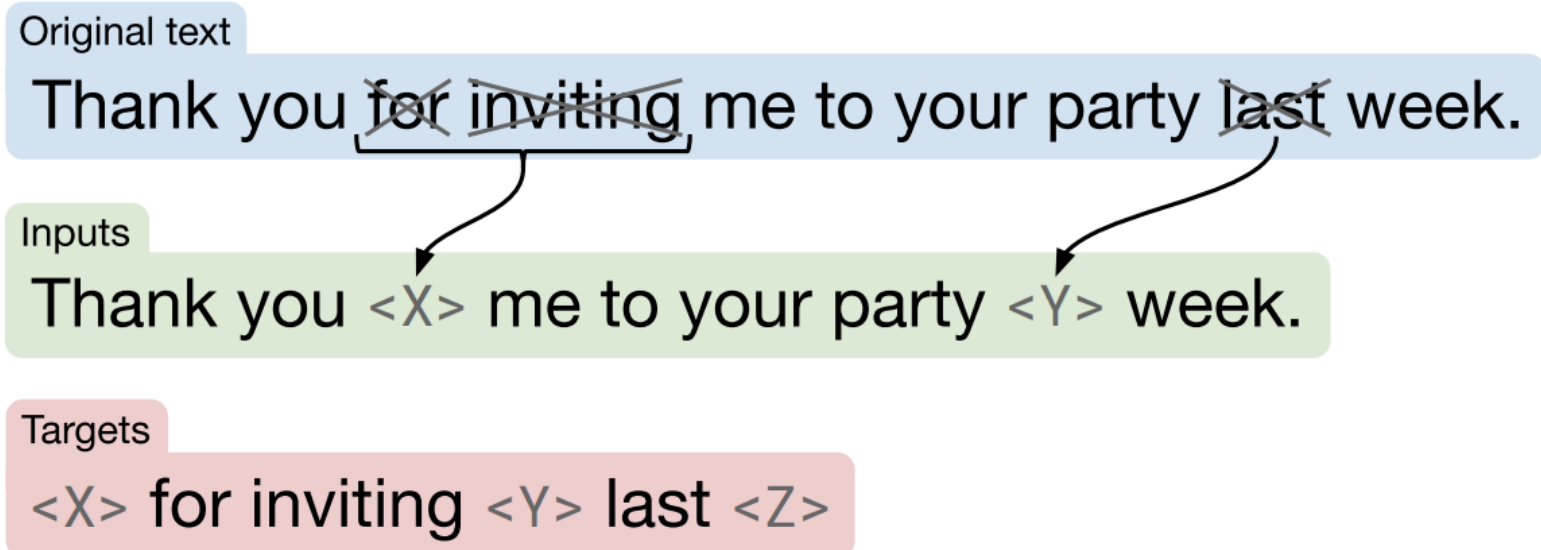 Original text
Thank you for inviting me to your party last week.
Inputs
Thank you <X> me to your party <Y> week.
Targets
<X> for inviting <Y> last <Z>